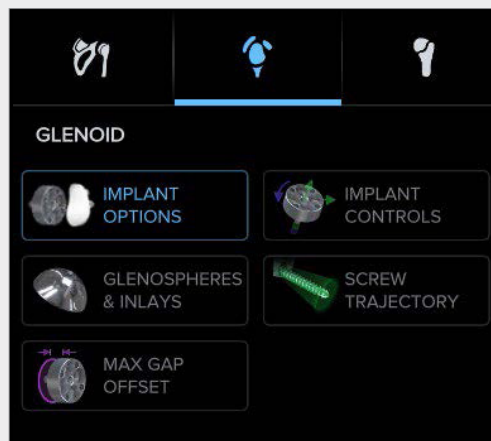 GLENOID
IMPLANT
OPTIONS
IMPLANT
CONTROLS
GLENOSPHERES
& INLAYS
SCREW
TRAJECTORY
MAX GAP
OFFSET